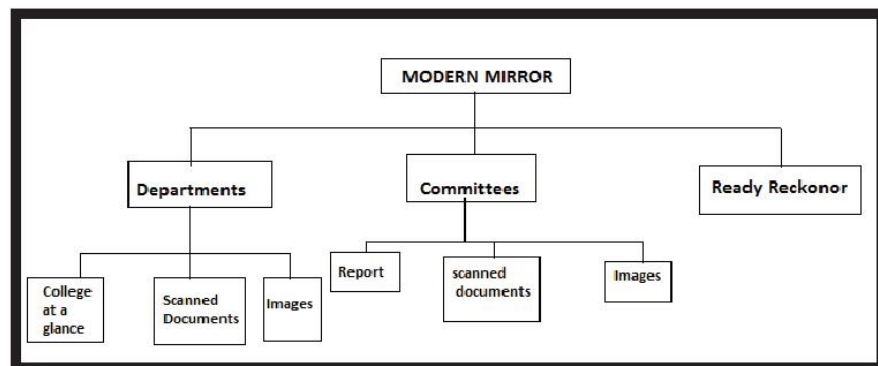 MODERN MIRROR
Departments
Committees
Ready Reckonor
College
at a
glance
Scanned
Documents
Images
Report
scanned
documents
Images